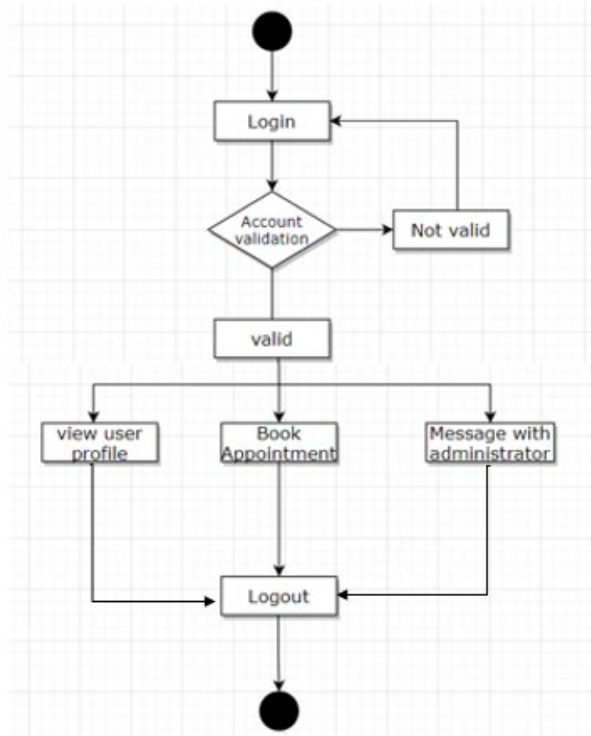 Login
Account
validation
Not valid
valid
view user
profile
Book
Appointment
Message with
administrator
Logout